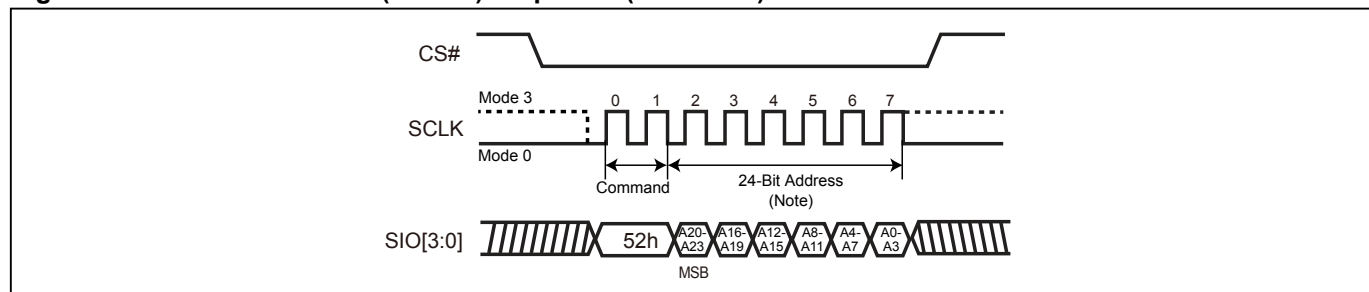 CS#
Mode 3
0 1 2 3 4 5 6 7
SCLK
Mode 0
Command
24-Bit Address
(Note)
SIO[3:0]
52h
A20-
A23
A16-
A19
A12-
A15
A8-
A11
A4-
A7
A0-
A3
MSB